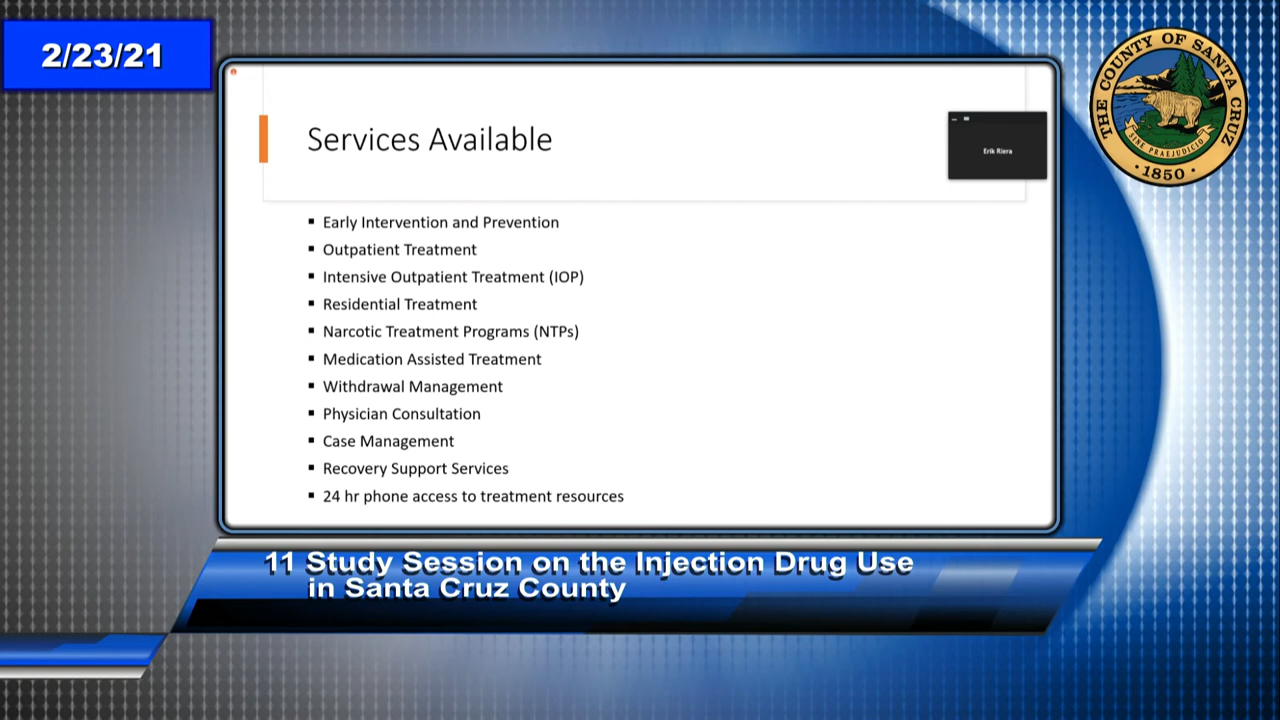 2/23/21
THE COUNTY OF SANTA CRUZ
SINE PRAEJUDICIO
• 1850 •
Services Available
Erik Riera
▪ Early Intervention and Prevention
▪ Outpatient Treatment
▪ Intensive Outpatient Treatment (IOP)
▪ Residential Treatment
▪ Narcotic Treatment Programs (NTPs)
▪ Medication Assisted Treatment
▪ Withdrawal Management
▪ Physician Consultation
▪ Case Management
▪ Recovery Support Services
▪ 24 hr phone access to treatment resources
11 Study Session on the Injection Drug Use
in Santa Cruz County